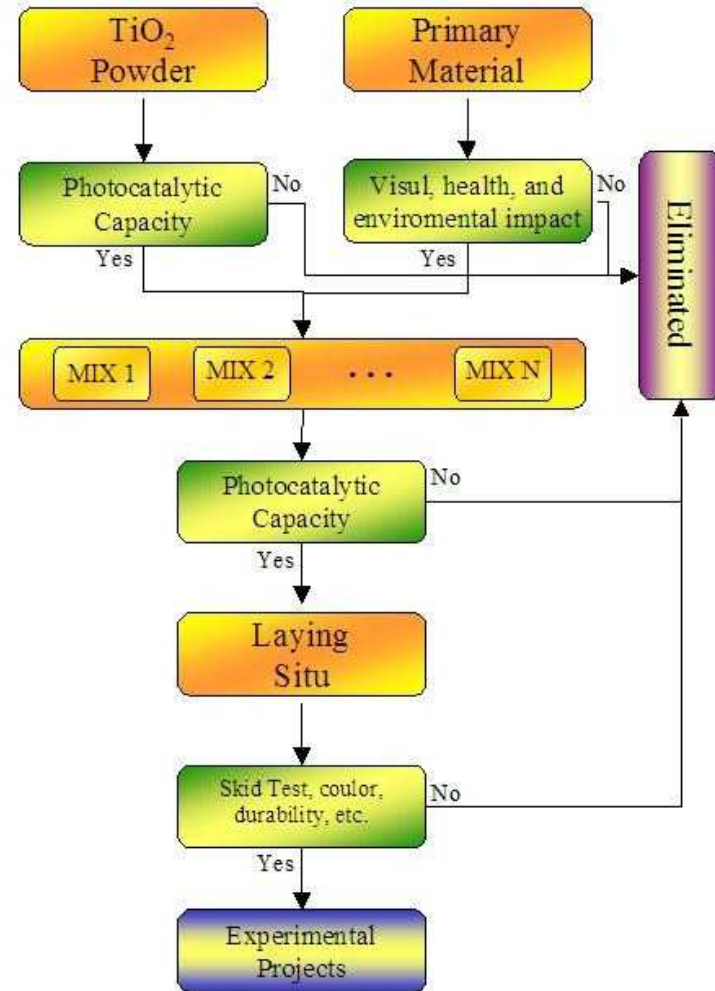 TiO₂
Powder
Primary
Material
Photocatalytic
Capacity
No
Yes
Visul, health, and
enviromental impact
No
Yes
Eliminated
MIX 1
MIX 2
...
MIX N
Photocatalytic
Capacity
No
Yes
Laying
Situ
Skid Test, coulor,
durability, etc.
No
Yes
Experimental
Projects